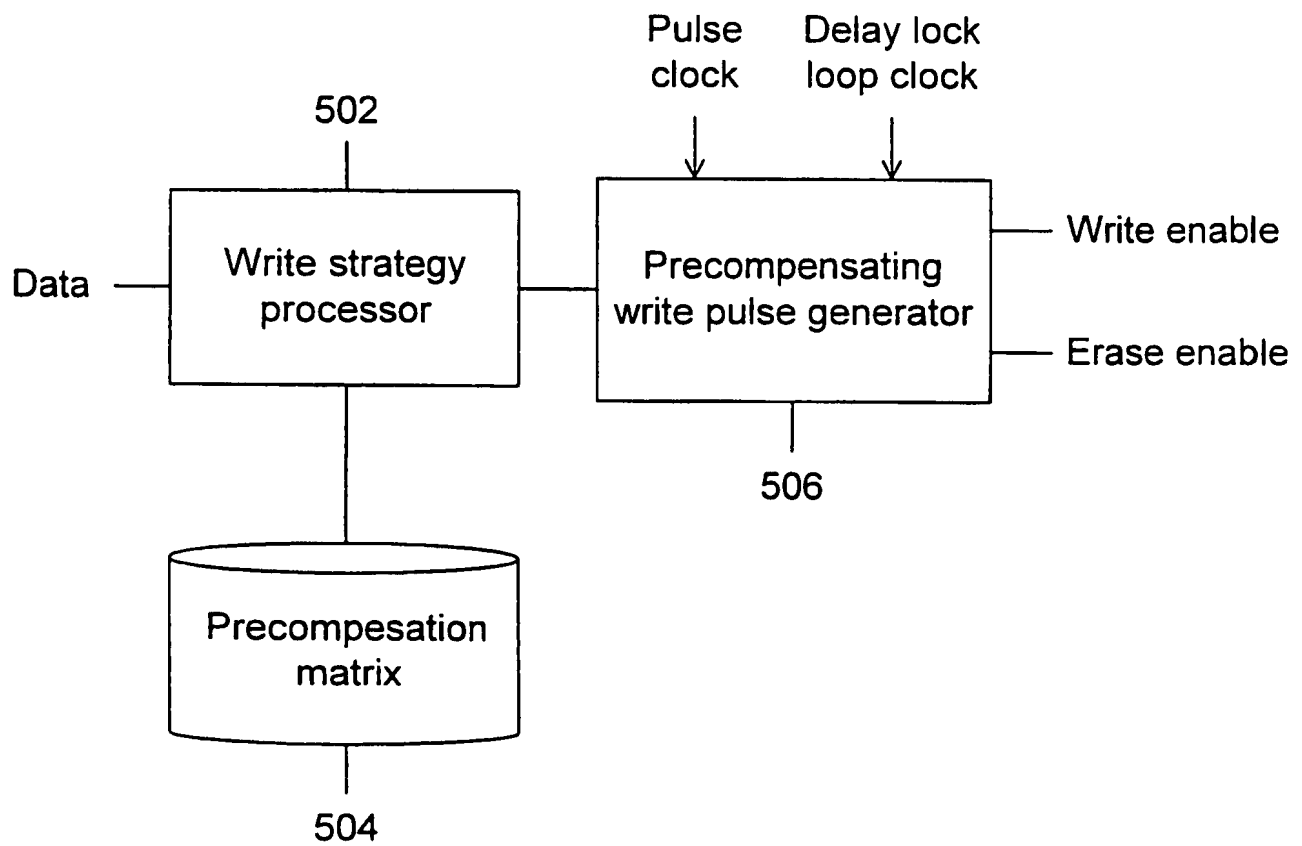 Pulse
clock
Delay lock
loop clock
502
Write strategy
processor
Data
Precompensating
write pulse generator
Write enable
Erase enable
506
Precompesation
matrix
504